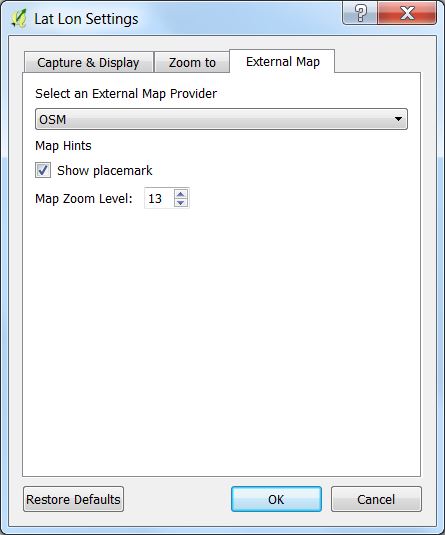 Lat Lon Settings
Capture & Display
Zoom to
External Map
Select an External Map Provider
OSM
Map Hints
Show placemark
Map Zoom Level: 13
Restore Defaults
OK
Cancel